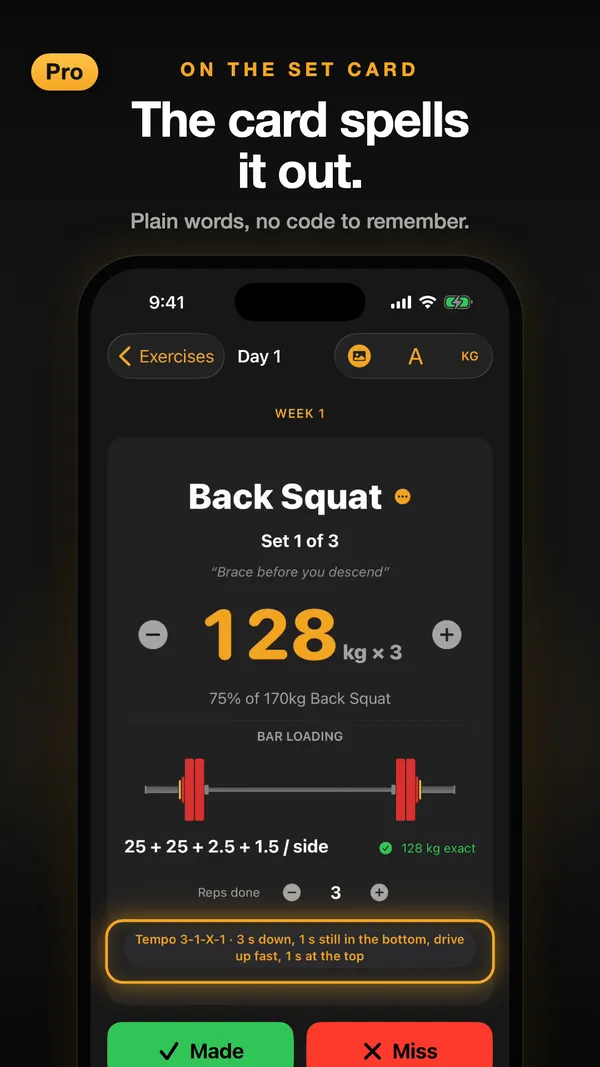 Pro
ON THE SET CARD
The card spells
it out.
Plain words, no code to remember.
9:41
Exercises
Day 1
A
KG
WEEK 1
Back Squat
Set 1 of 3
“Brace before you descend”
128 kg × 3
75% of 170kg Back Squat
BAR LOADING
25 + 25 + 2.5 + 1.5 / side
128 kg exact
Reps done
3
Tempo 3-1-X-1 · 3 s down, 1 s still in the bottom, drive
up fast, 1 s at the top
Made
Miss